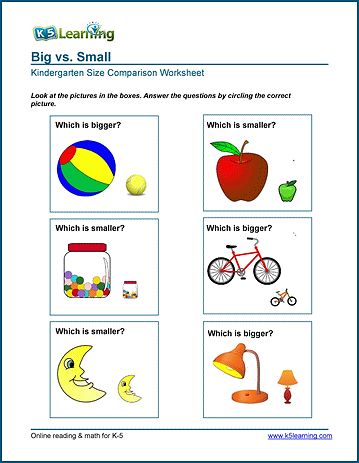 K5 Learning
Big vs. Small
Kindergarten Size Comparison Worksheet
Look at the pictures in the boxes. Answer the questions by circling the correct
picture.
Which is bigger?
Which is smaller?
Which is smaller?
Which is bigger?
Which is smaller?
Which is bigger?
Online reading & math for K-5
www.k5learning.com